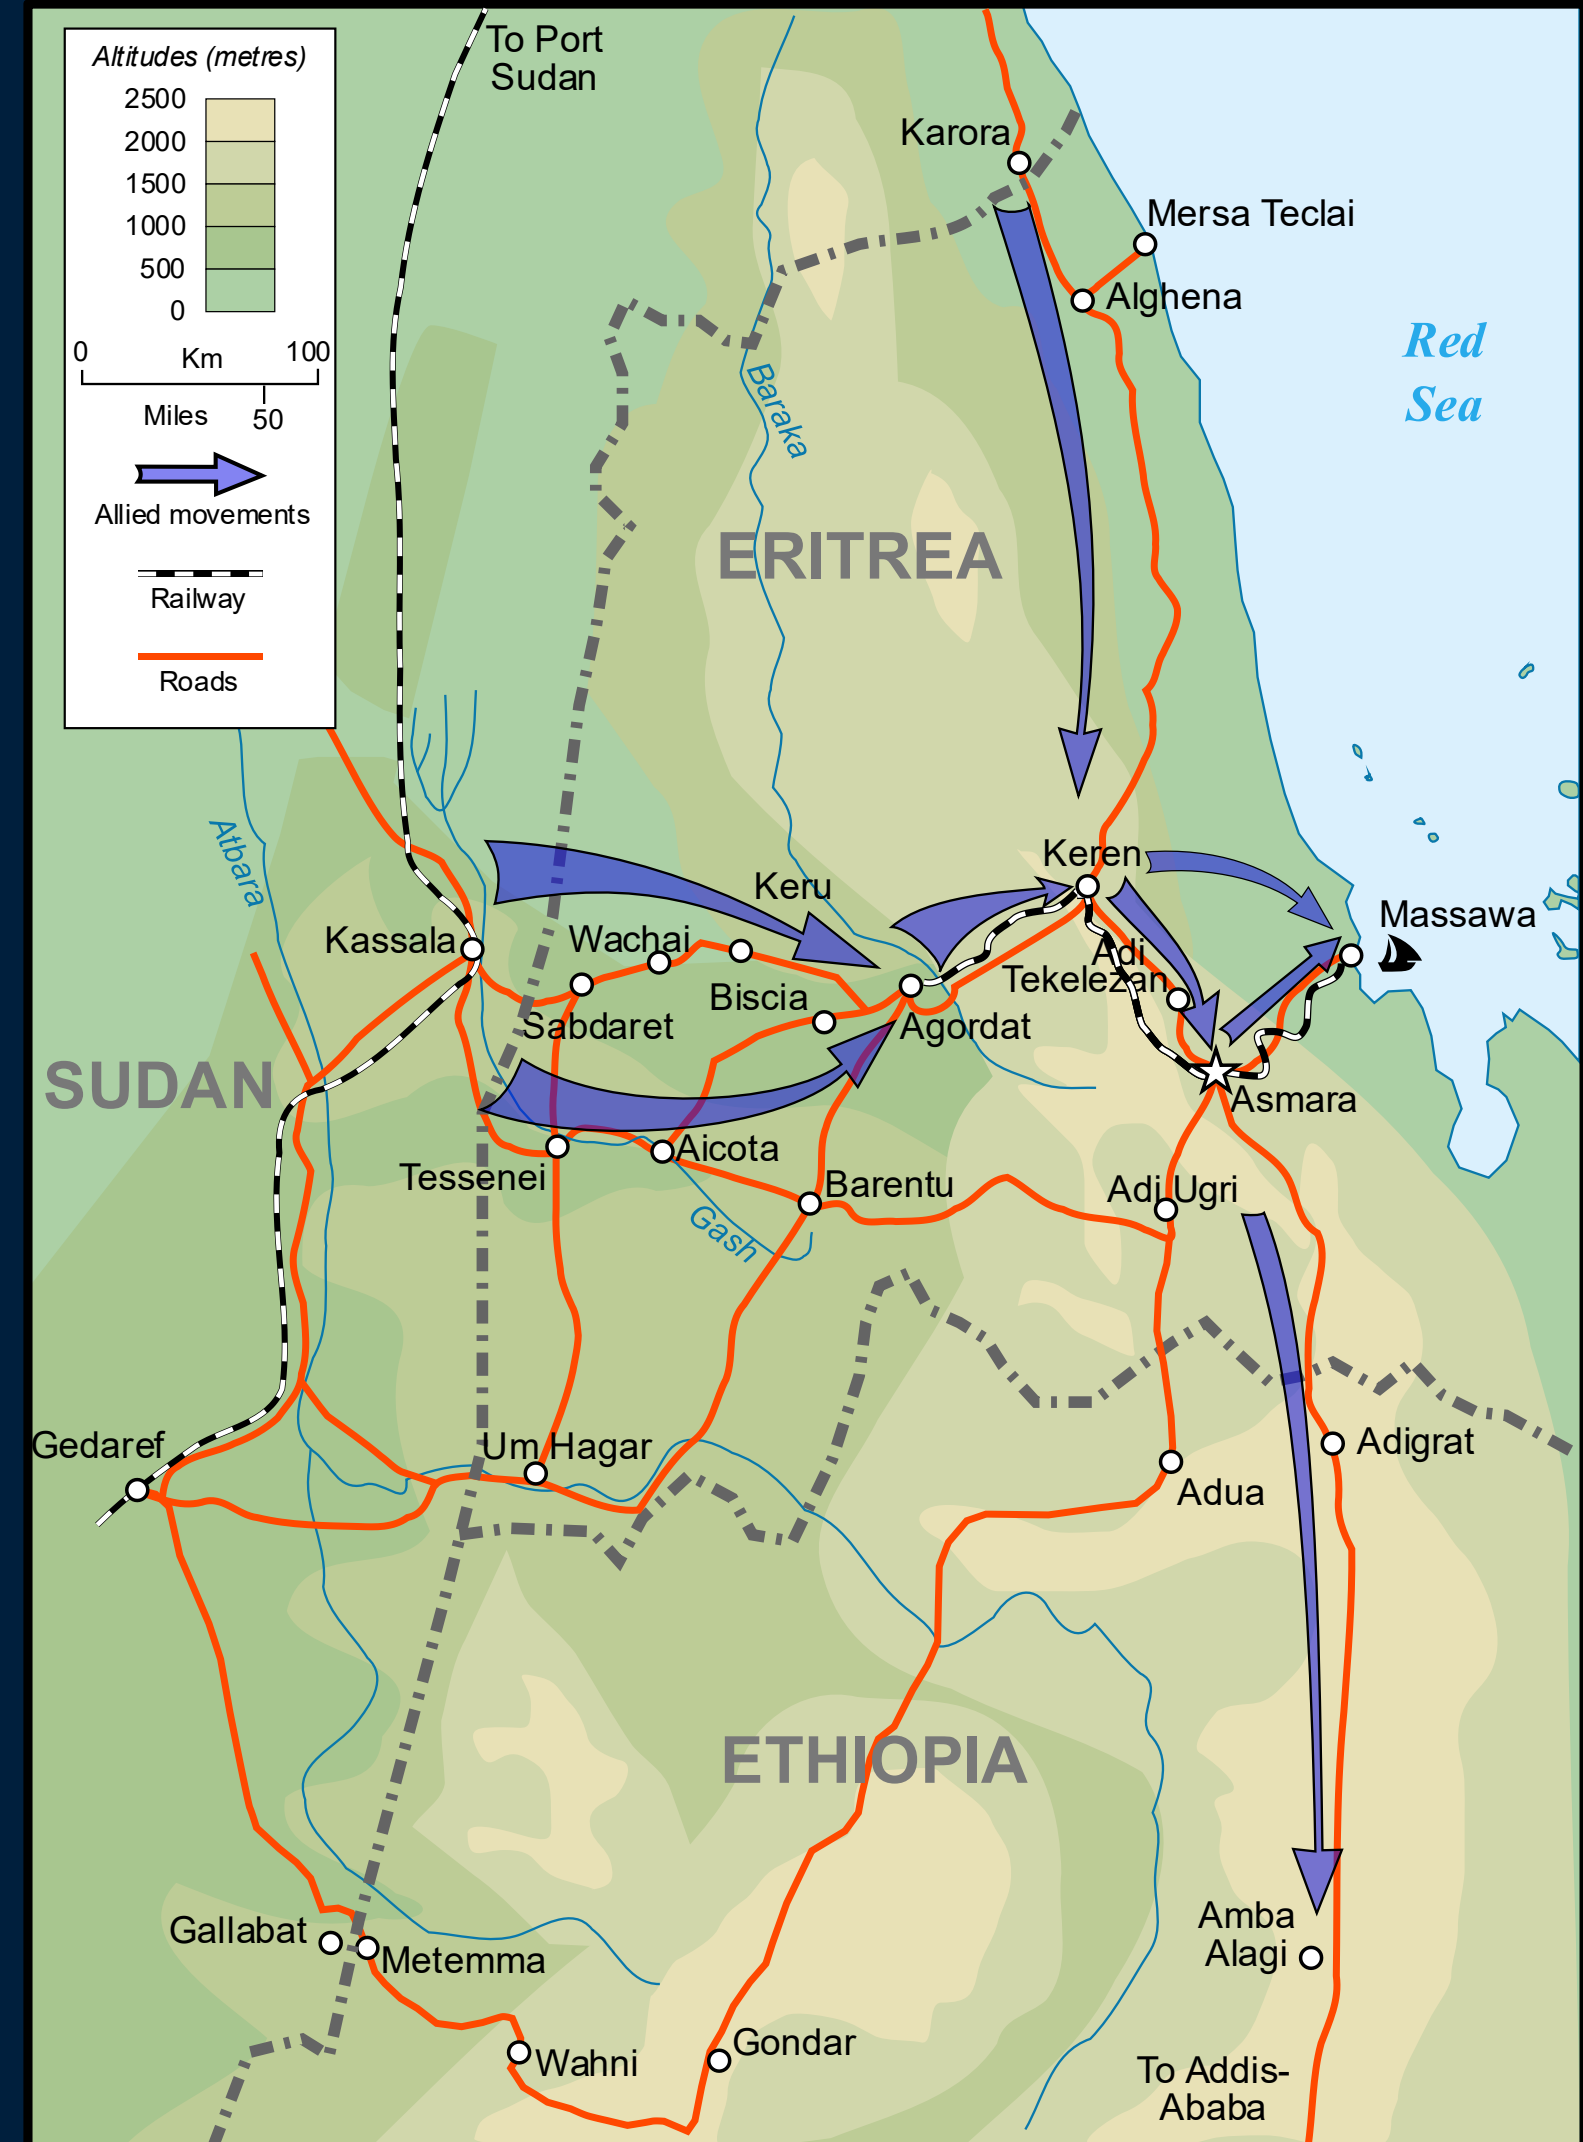 Altitudes (metres)
2500
2000
1500
1000
500
0
0
Km
100
Miles
50
Allied movements
Railway
Roads
To Port
Sudan
Karora
Mersa Teclai
Alghena
Red
Sea
Baraka
ERITREA
Atbara
Keren
Keru
Massawa
Kassala
Wachai
Adi
Tekelezan
Biscia
Sabdaret
Agordat
SUDAN
Asmara
Aicota
Tessenei
Barentu
Adi Ugri
Gash
Gedaref
Um Hagar
Adigrat
Adua
ETHIOPIA
Amba
Alagi
Gallabat
Metemma
Wahni
Gondar
To Addis-
Ababa